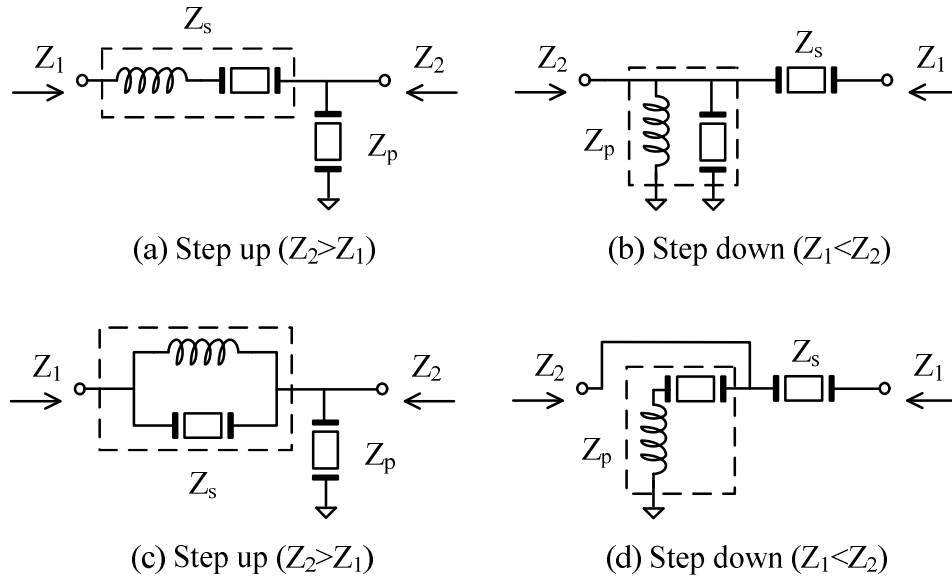 Zs
Z1
Z2
Zp
(a) Step up (Z2>Z1)
Zs
Z2
Z1
Zp
(b) Step down (Z1<Z2)
Z1
Z2
Zp
Zs
(c) Step up (Z2>Z1)
Zs
Z2
Z1
Zp
(d) Step down (Z1<Z2)